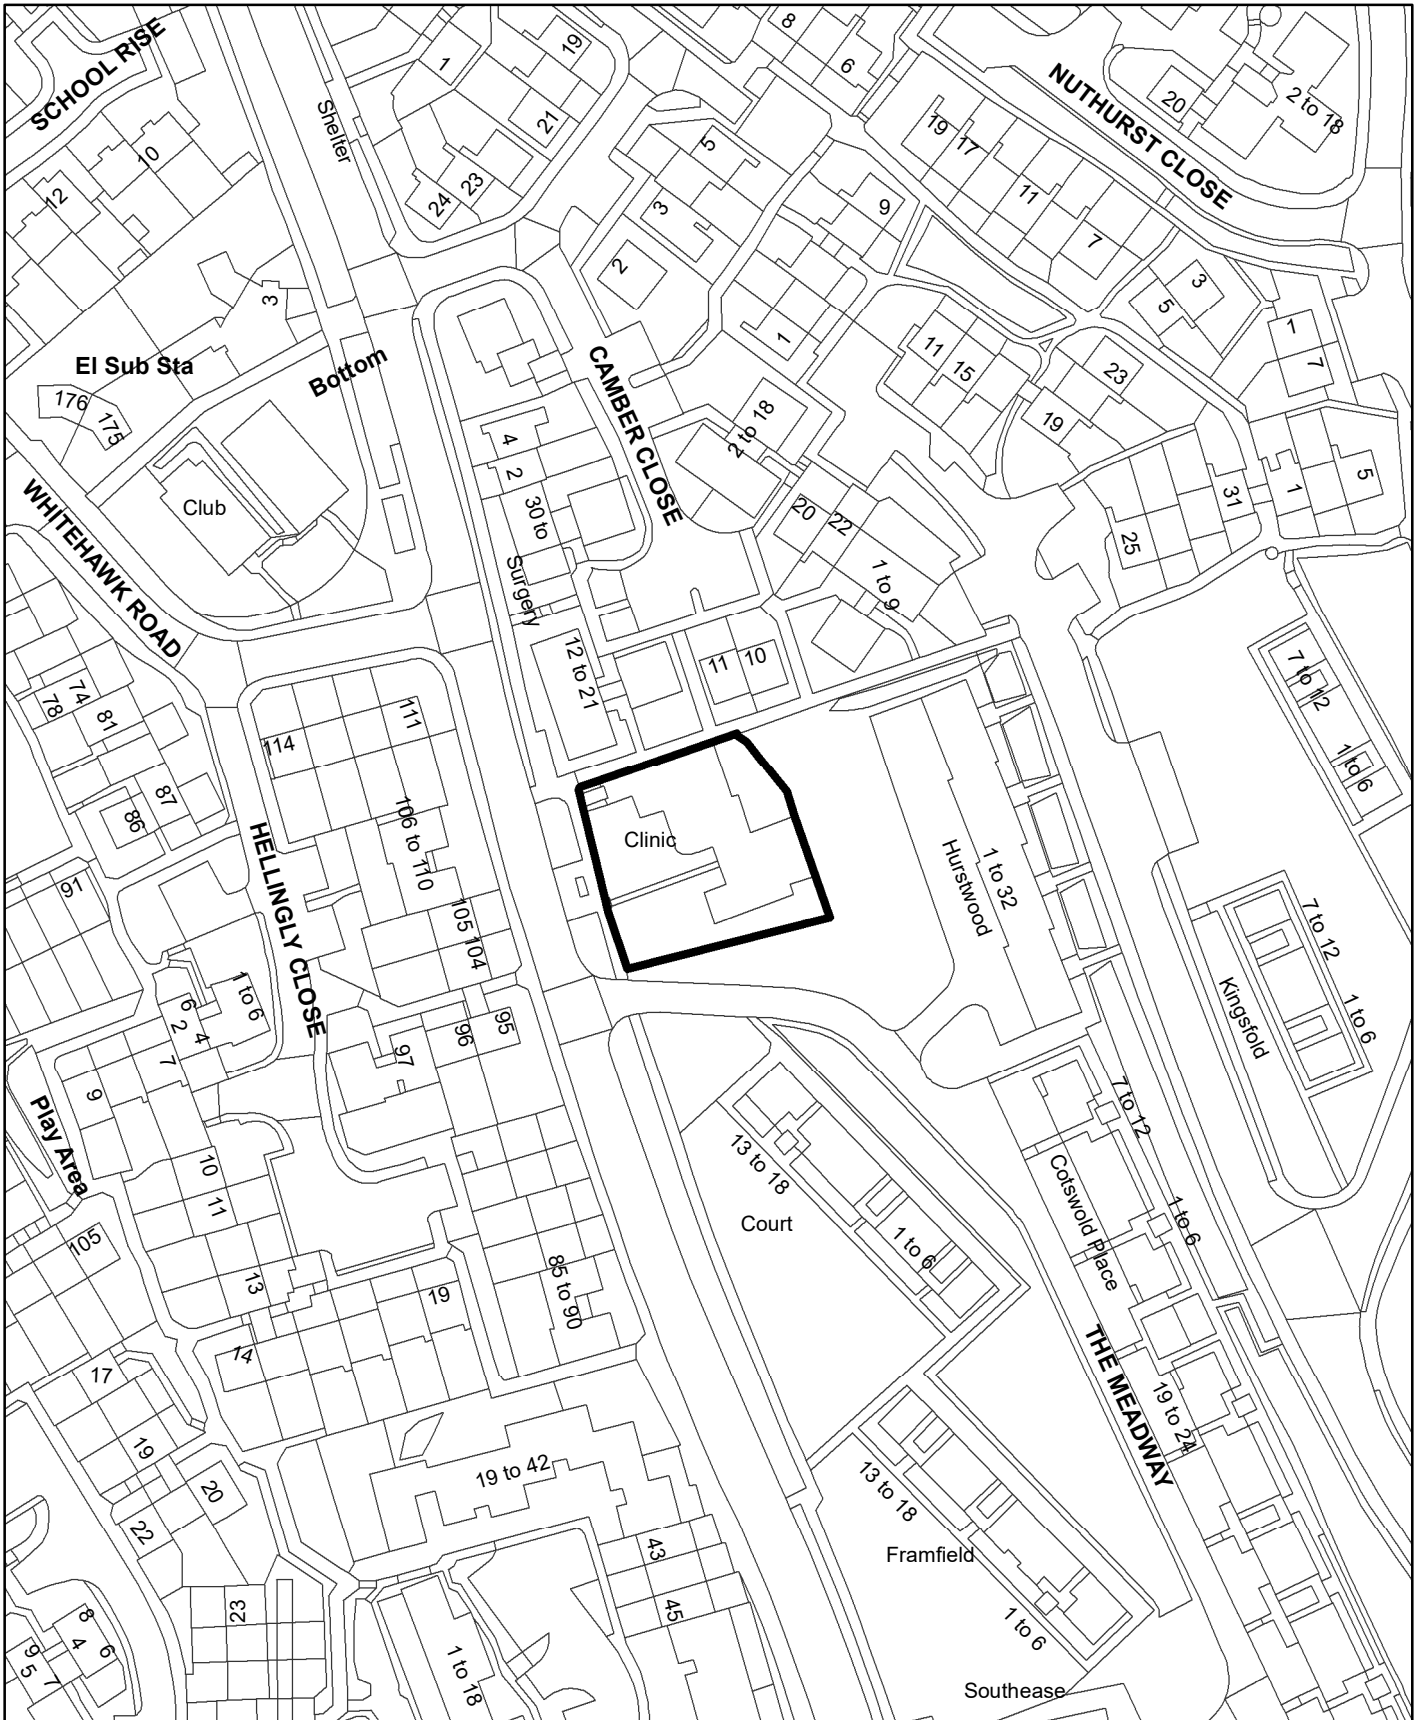 SCHOOL RISE
Shelter
1
19
21
23
24
8
6
5
3
2
9
1
19
17
11
7
NUTHURST CLOSE
20
2 to 18
3
5
1
7
10
12
3
El Sub Sta
Bottom
176
175
Club
WHITEHAWK ROAD
CAMBER CLOSE
4
2
30 to
Surgery
12 to 21
2 to 18
20
22
1 to 9
11
10
11
15
23
19
25
31
1
5
7 to 12
1 to 6
78
74
81
87
86
114
111
106 to 110
105
104
HELLINGLY CLOSE
Clinic
Hurstwood
1 to 32
Kingsfold
7 to 12
1 to 6
91
1 to 6
6
2
4
7
9
97
96
95
Play Area
10
11
13
105
14
19
85 to 90
13 to 18
Court
1 to 6
7 to 12
Cotswold Place
1 to 6
THE MEADWAY
19 to 24
17
19
20
22
19 to 42
43
45
13 to 18
Framfield
1 to 6
Southease
23
1 to 18
8
4
6
9
5
7